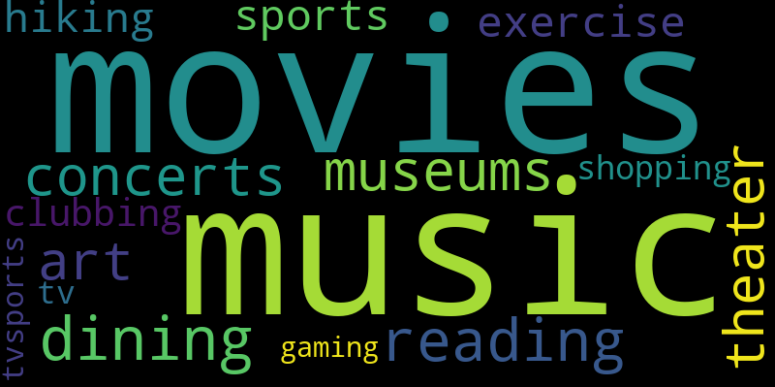 hiking
sports
exercise
movies
concerts
museums
shopping
clubbing
music
theater
art
tv
tvsports
dining
gaming
reading